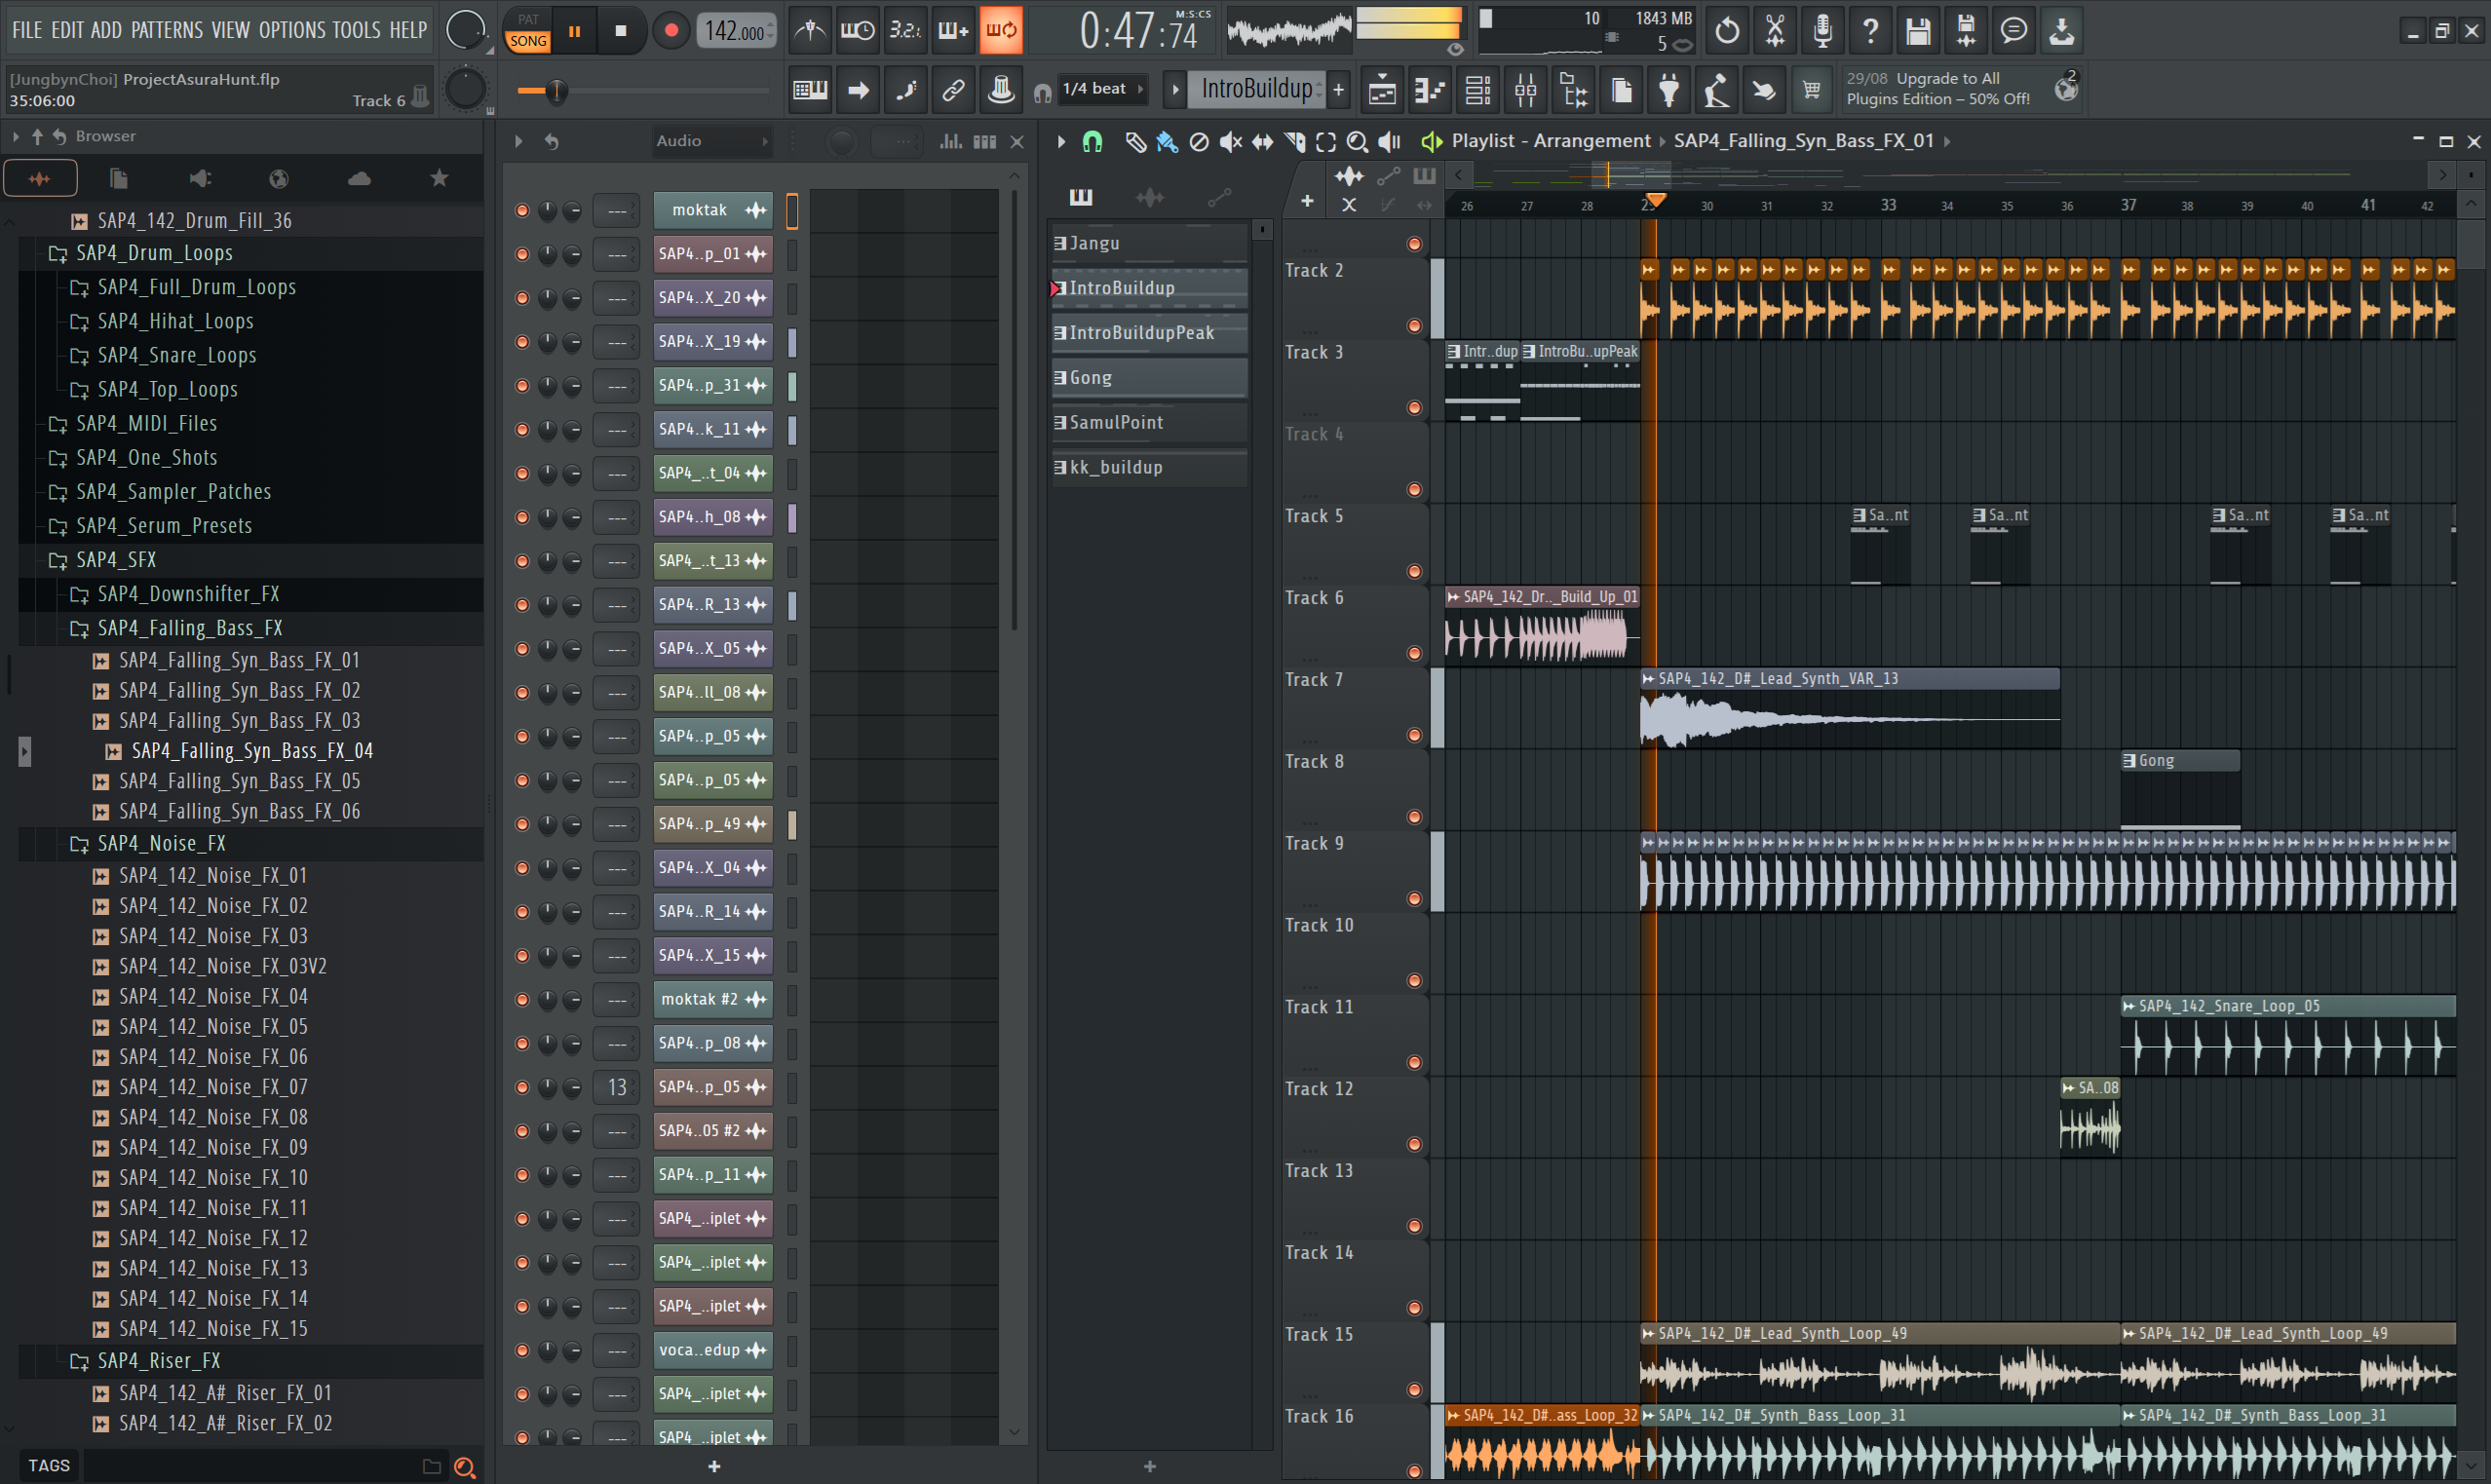 FILE EDIT ADD PATTERNS VIEW OPTIONS TOOLS HELP
PAT
SONG
142.000
3.2.
0:47:74
M:S:CS
10
1843 MB
5
[JungbynChoi] ProjectAsuraHunt.flp
35:06:00
Track 6
1/4 beat
IntroBuildup
+
29/08 Upgrade to All
Plugins Edition – 50% Off!
2
Browser
SAP4_142_Drum_Fill_36
SAP4_Drum_Loops
SAP4_Full_Drum_Loops
SAP4_Hihat_Loops
SAP4_Snare_Loops
SAP4_Top_Loops
SAP4_MIDI_Files
SAP4_One_Shots
SAP4_Sampler_Patches
SAP4_Serum_Presets
SAP4_SFX
SAP4_Downshifter_FX
SAP4_Falling_Bass_FX
SAP4_Falling_Syn_Bass_FX_01
SAP4_Falling_Syn_Bass_FX_02
SAP4_Falling_Syn_Bass_FX_03
SAP4_Falling_Syn_Bass_FX_04
SAP4_Falling_Syn_Bass_FX_05
SAP4_Falling_Syn_Bass_FX_06
SAP4_Noise_FX
SAP4_142_Noise_FX_01
SAP4_142_Noise_FX_02
SAP4_142_Noise_FX_03
SAP4_142_Noise_FX_03V2
SAP4_142_Noise_FX_04
SAP4_142_Noise_FX_05
SAP4_142_Noise_FX_06
SAP4_142_Noise_FX_07
SAP4_142_Noise_FX_08
SAP4_142_Noise_FX_09
SAP4_142_Noise_FX_10
SAP4_142_Noise_FX_11
SAP4_142_Noise_FX_12
SAP4_142_Noise_FX_13
SAP4_142_Noise_FX_14
SAP4_142_Noise_FX_15
SAP4_Riser_FX
SAP4_142_A#_Riser_FX_01
SAP4_142_A#_Riser_FX_02
TAGS
Audio
moktak
SAP4..p_01
SAP4..X_20
SAP4..X_19
SAP4..p_31
SAP4..k_11
SAP4_..t_04
SAP4..h_08
SAP4_..t_13
SAP4..R_13
SAP4..X_05
SAP4..ll_08
SAP4..p_05
SAP4..p_05
SAP4..p_49
SAP4..X_04
SAP4..R_14
SAP4..X_15
moktak #2
SAP4..p_08
13 SAP4..p_05
SAP4..05 #2
SAP4..p_11
SAP4_..iplet
SAP4_..iplet
SAP4_..iplet
voca..edup
SAP4_..iplet
SAP4_..iplet
+
Playlist - Arrangement SAP4_Falling_Syn_Bass_FX_01
Jangu
IntroBuildup
IntroBuildupPeak
Gong
SamulPoint
kk_buildup
+
26 27 28 29 30 31 32 33 34 35 36 37 38 39 40 41 42
Track 2
Track 3
Intr..dup IntroBu..upPeak
Track 4
Track 5
Sa..nt Sa..nt Sa..nt Sa..nt
Track 6
SAP4_142_Dr.._Build_Up_01
Track 7
SAP4_142_D#_Lead_Synth_VAR_13
Track 8
Gong
Track 9
Track 10
Track 11
SAP4_142_Snare_Loop_05
Track 12
SA..08
Track 13
Track 14
Track 15
SAP4_142_D#_Lead_Synth_Loop_49 SAP4_142_D#_Lead_Synth_Loop_49
Track 16
SAP4_142_D#..ass_Loop_32 SAP4_142_D#_Synth_Bass_Loop_31 SAP4_142_D#_Synth_Bass_Loop_31